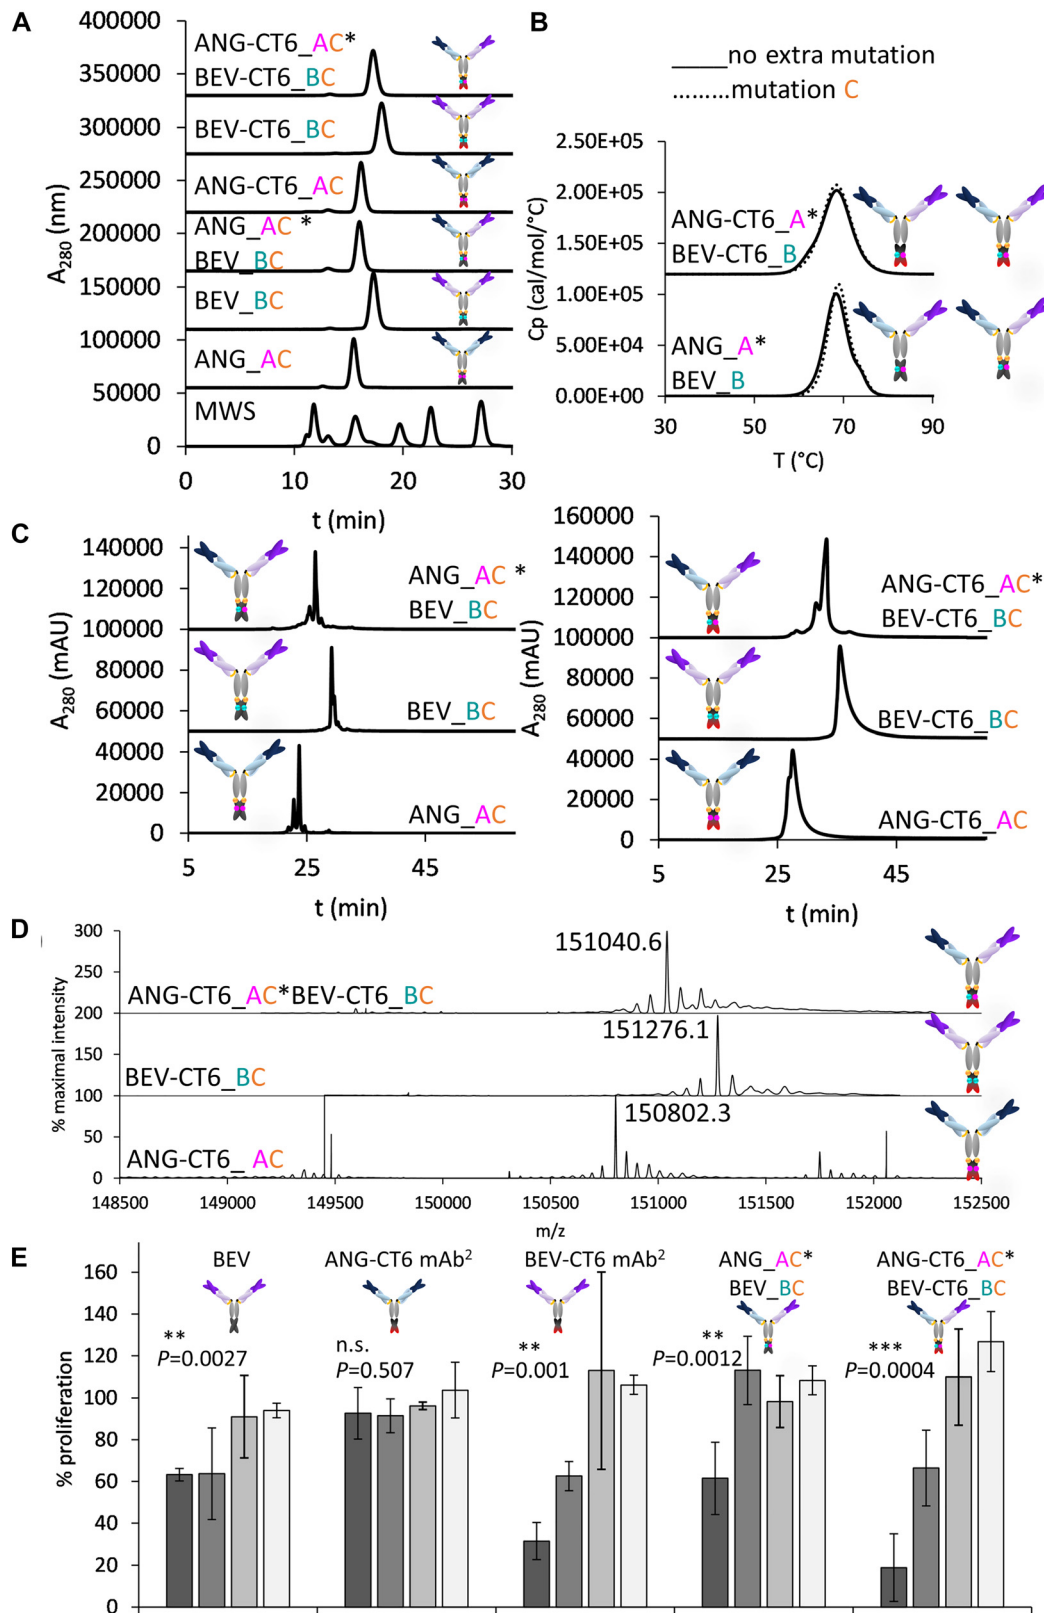 A
400000
350000
300000
250000
200000
150000
100000
50000
0
A280 (nm)
ANG-CT6_AC*
BEV-CT6_BC
BEV-CT6_BC
ANG-CT6_AC
ANG_AC *
BEV_BC
BEV_BC
ANG_AC
MWS
0 10 20 30
t (min)
B
_____no extra mutation
.........mutation C
2.50E+05
2.00E+05
1.50E+05
1.00E+05
5.00E+04
0.00E+00
Cp (cal/mol/°C)
ANG-CT6_A*
BEV-CT6_B
ANG_A*
BEV_B
30 50 70 90
T (°C)
C
140000
120000
100000
80000
60000
40000
20000
0
A280 (mAU)
ANG_AC *
BEV_BC
BEV_BC
ANG_AC
5 25 45
t (min)
160000
140000
120000
100000
80000
60000
40000
20000
0
A280 (mAU)
ANG-CT6_AC*
BEV-CT6_BC
BEV-CT6_BC
ANG-CT6_AC
5 25 45
t (min)
D
300
250
200
150
100
50
0
% maximal intensity
151040.6
ANG-CT6_AC*BEV-CT6_BC
151276.1
BEV-CT6_BC
150802.3
ANG-CT6_ AC
148500 149000 149500 150000 150500 151000 151500 152000 152500
m/z
E
160
140
120
100
80
60
40
20
0
% proliferation
BEV
**
P=0.0027
ANG-CT6 mAb²
n.s.
P=0.507
BEV-CT6 mAb²
**
P=0.001
ANG_AC*
BEV_BC
**
P=0.0012
ANG-CT6_AC*
BEV-CT6_BC
***
P=0.0004